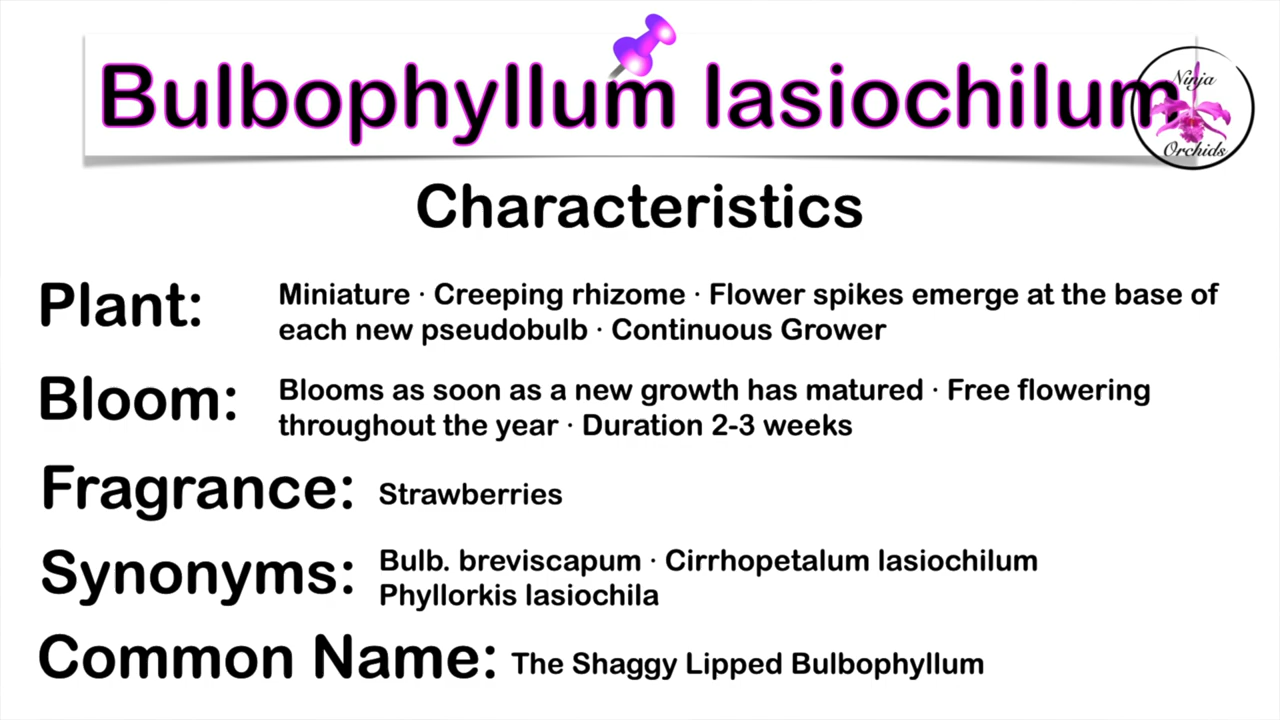 Bulbophyllum lasiochilum
Ninja
Orchids
Characteristics
Plant: Miniature · Creeping rhizome · Flower spikes emerge at the base of
each new pseudobulb · Continuous Grower
Bloom: Blooms as soon as a new growth has matured · Free flowering
throughout the year · Duration 2-3 weeks
Fragrance: Strawberries
Synonyms: Bulb. breviscapum · Cirrhopetalum lasiochilum
Phyllorkis lasiochila
Common Name: The Shaggy Lipped Bulbophyllum